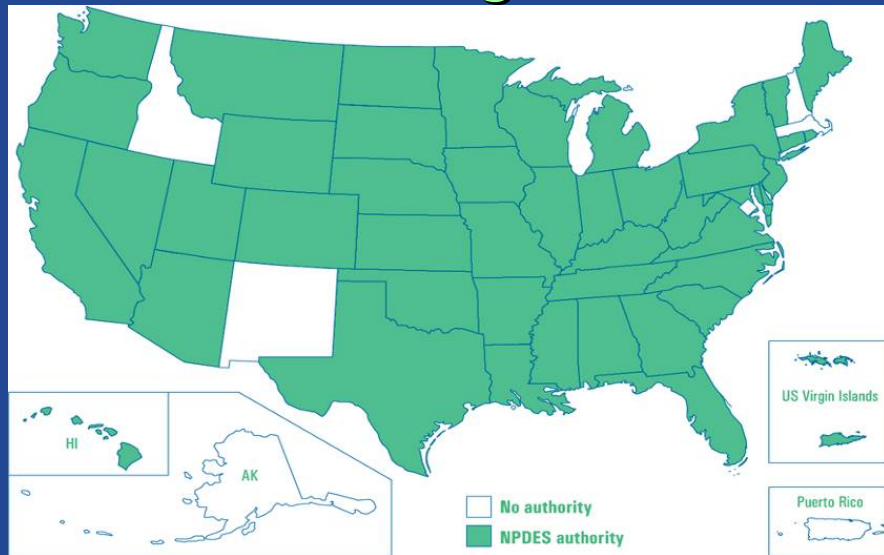 HI
AK
US Virgin Islands
Puerto Rico
No authority
NPDES authority